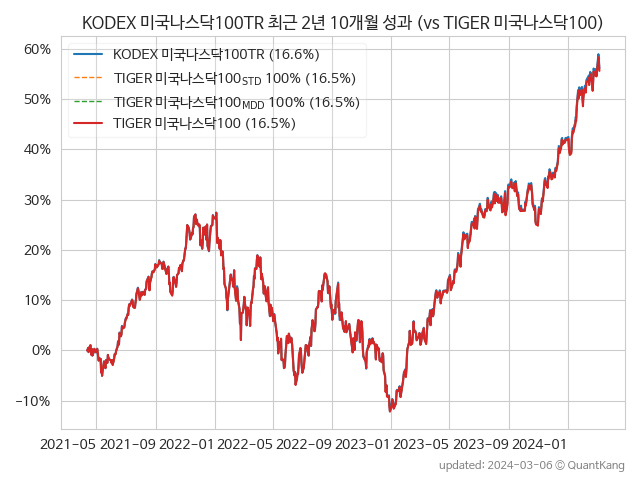 KODEX 미국나스닥100TR 최근 2년 10개월 성과 (vs TIGER 미국나스닥100)
KODEX 미국나스닥100TR (16.6%)
TIGER 미국나스닥100STD 100% (16.5%)
TIGER 미국나스닥100MDD 100% (16.5%)
TIGER 미국나스닥100 (16.5%)
60%
50%
40%
30%
20%
10%
0%
−10%
2021-05 2021-09 2022-01 2022-05 2022-09 2023-01 2023-05 2023-09 2024-01
updated: 2024-03-06 © QuantKang